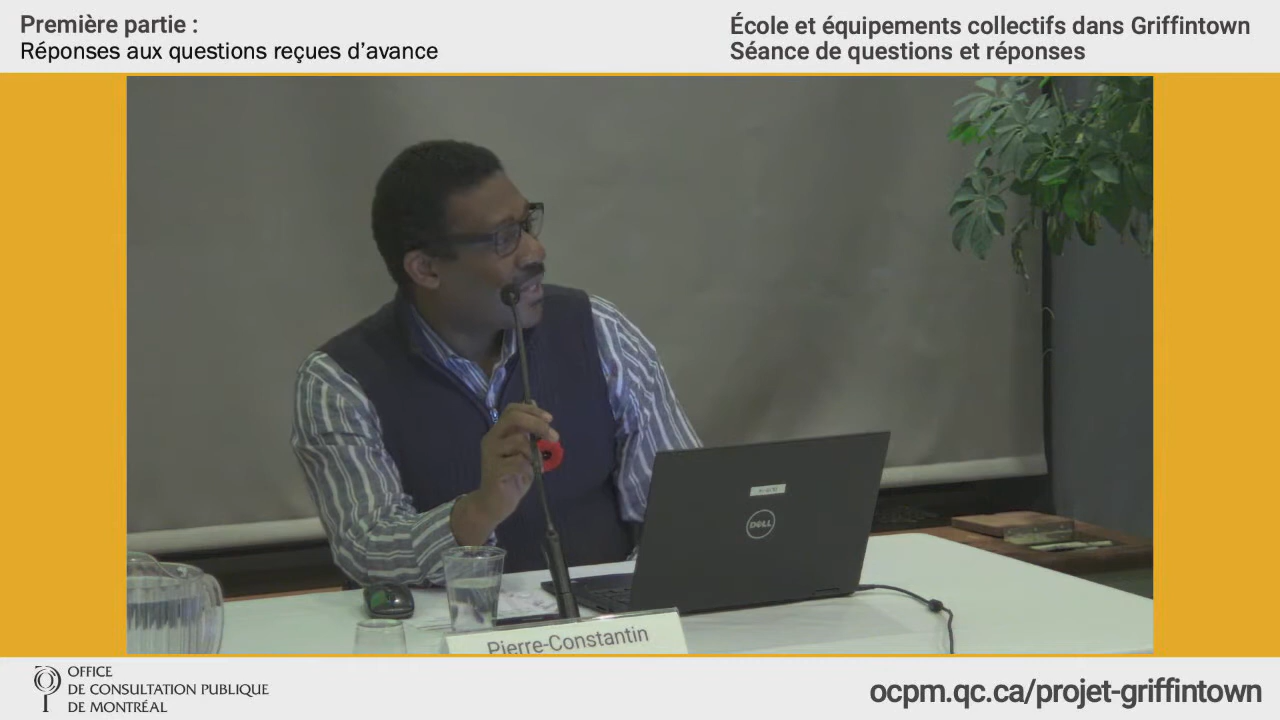 Première partie :
Réponses aux questions reçues d’avance
École et équipements collectifs dans Griffintown
Séance de questions et réponses
DELL
Pierre-Constantin
OFFICE
DE CONSULTATION PUBLIQUE
DE MONTRÉAL
ocpm.qc.ca/projet-griffintown